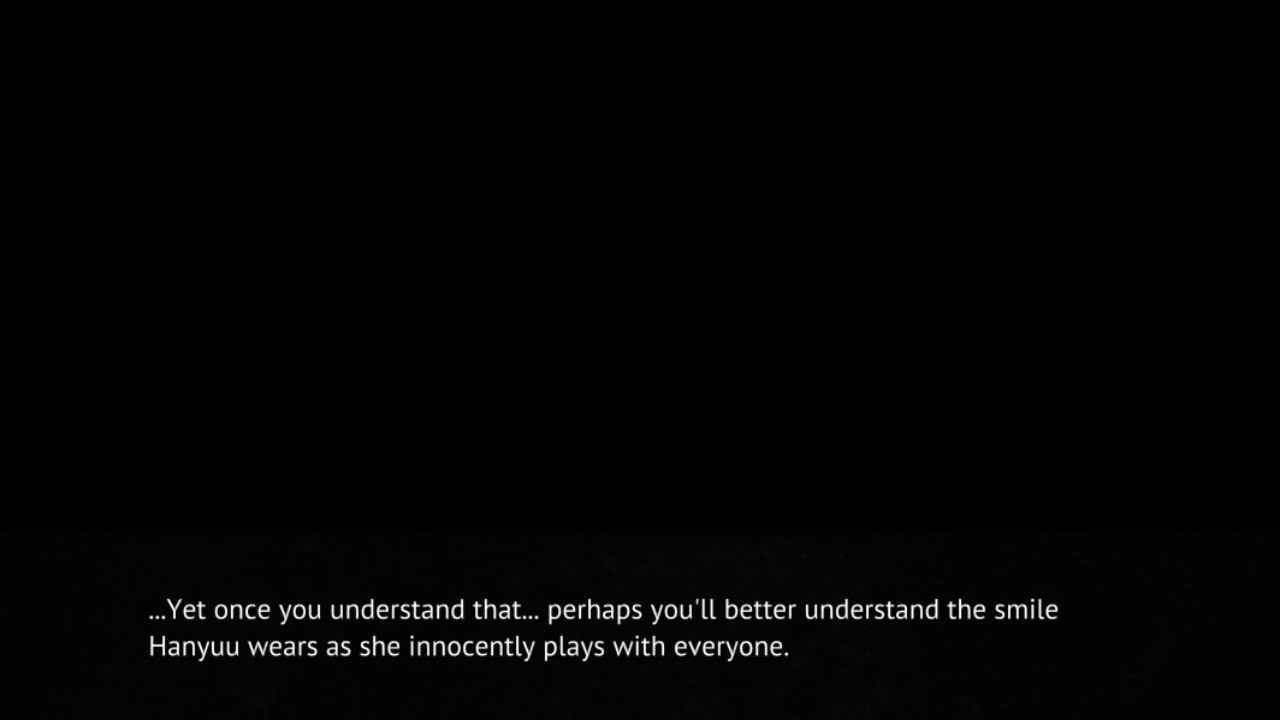 ...Yet once you understand that... perhaps you'll better understand the smile
Hanyuu wears as she innocently plays with everyone.